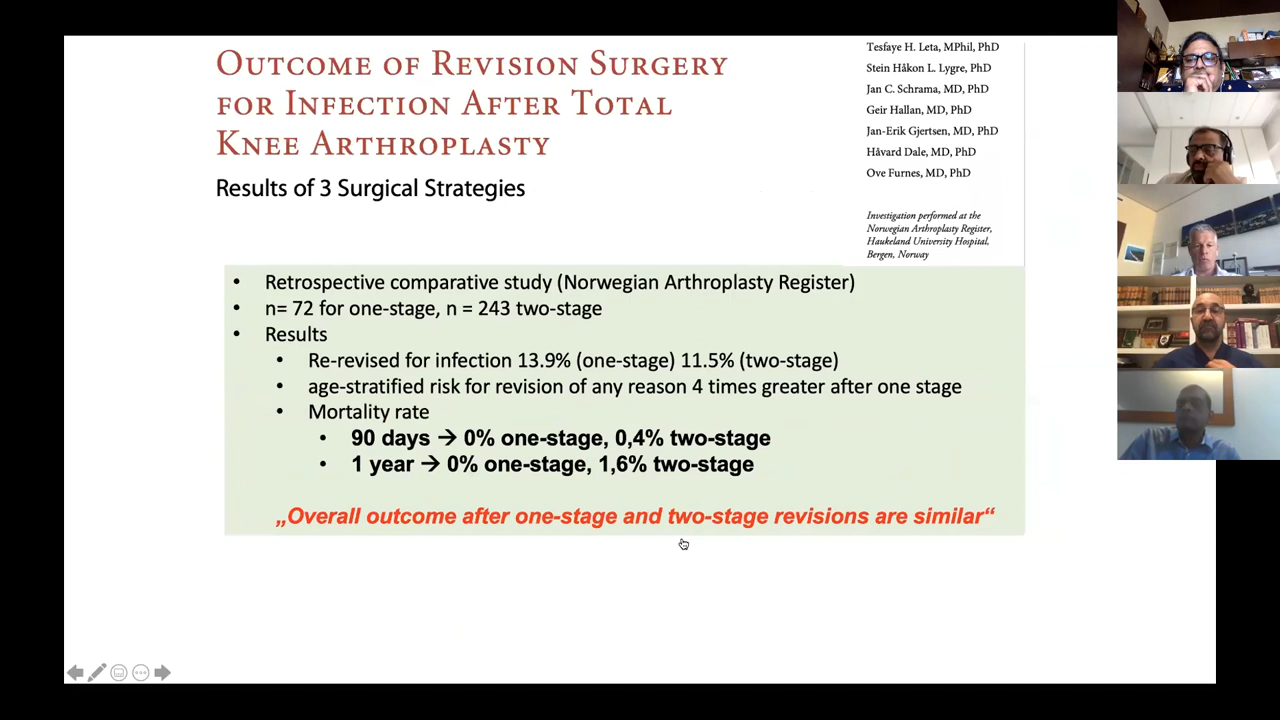 OUTCOME OF REVISION SURGERY
FOR INFECTION AFTER TOTAL
KNEE ARTHROPLASTY
Results of 3 Surgical Strategies
Tesfaye H. Leta, MPhil, PhD
Stein Håkon L. Lygre, PhD
Jan C. Schrama, MD, PhD
Geir Hallan, MD, PhD
Jan-Erik Gjertsen, MD, PhD
Håvard Dale, MD, PhD
Ove Furnes, MD, PhD
Investigation performed at the
Norwegian Arthroplasty Register,
Haukeland University Hospital,
Bergen, Norway
• Retrospective comparative study (Norwegian Arthroplasty Register)
• n= 72 for one-stage, n = 243 two-stage
• Results
• Re-revised for infection 13.9% (one-stage) 11.5% (two-stage)
• age-stratified risk for revision of any reason 4 times greater after one stage
• Mortality rate
• 90 days → 0% one-stage, 0,4% two-stage
• 1 year → 0% one-stage, 1,6% two-stage
„Overall outcome after one-stage and two-stage revisions are similar“